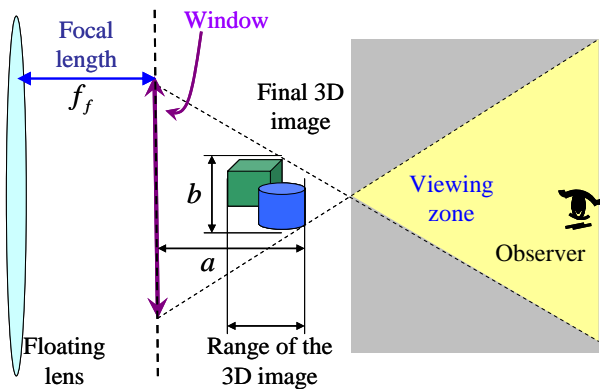 Focal
length
f_f
Window
Final 3D
image
b
a
Viewing
zone
Observer
Floating
lens
Range of the
3D image